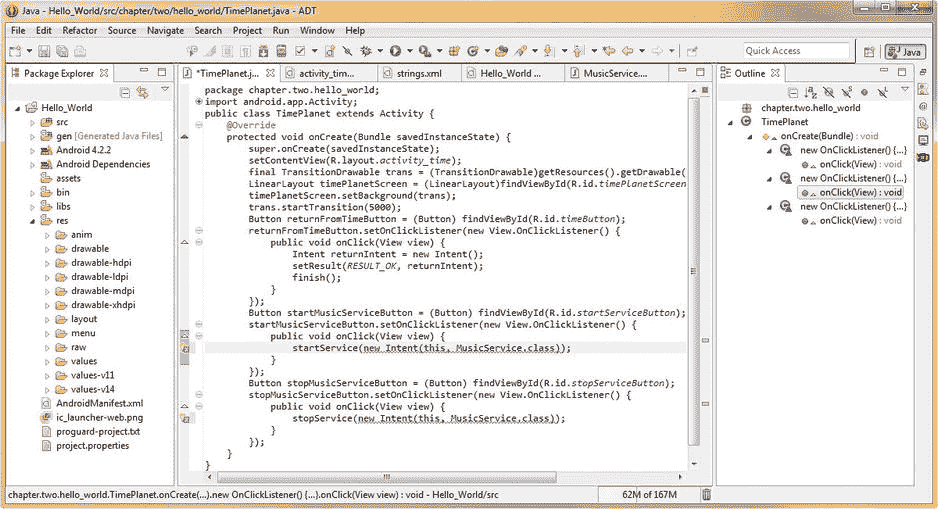 Java - Hello_World/src/chapter/two/hello_world/TimePlanet.java - ADT
File Edit Refactor Source Navigate Search Project Run Window Help
Quick Access
Java
Package Explorer
Hello_World
src
gen [Generated Java Files]
Android 4.2.2
Android Dependencies
assets
bin
libs
res
anim
drawable
drawable-hdpi
drawable-ldpi
drawable-mdpi
drawable-xhdpi
layout
menu
raw
values
values-v11
values-v14
AndroidManifest.xml
ic_launcher-web.png
proguard-project.txt
project.properties
*TimePlanet.j... activity_tim... strings.xml Hello_World ... MusicService....
package chapter.two.hello_world;
import android.app.Activity;
public class TimePlanet extends Activity {
@Override
protected void onCreate(Bundle savedInstanceState) {
super.onCreate(savedInstanceState);
setContentView(R.layout.activity_time);
final TransitionDrawable trans = (TransitionDrawable)getResources().getDrawable(
LinearLayout timePlanetScreen = (LinearLayout)findViewById(R.id.timePlanetScreen
timePlanetScreen.setBackground(trans);
trans.startTransition(5000);
Button returnFromTimeButton = (Button) findViewById(R.id.timeButton);
returnFromTimeButton.setOnClickListener(new View.OnClickListener() {
public void onClick(View view) {
Intent returnIntent = new Intent();
setResult(RESULT_OK, returnIntent);
finish();
}
});
Button startMusicServiceButton = (Button) findViewById(R.id.startServiceButton);
startMusicServiceButton.setOnClickListener(new View.OnClickListener() {
public void onClick(View view) {
startService(new Intent(this, MusicService.class));
}
});
Button stopMusicServiceButton = (Button) findViewById(R.id.stopServiceButton);
stopMusicServiceButton.setOnClickListener(new View.OnClickListener() {
public void onClick(View view) {
stopService(new Intent(this, MusicService.class));
}
});
}
}
Outline
chapter.two.hello_world
TimePlanet
onCreate(Bundle) : void
new OnClickListener() {...}
onClick(View) : void
new OnClickListener() {...}
onClick(View) : void
new OnClickListener() {...}
onClick(View) : void
chapter.two.hello_world.TimePlanet.onCreate(...).new OnClickListener() {...}.onClick(View view) : void - Hello_World/src
62M of 167M